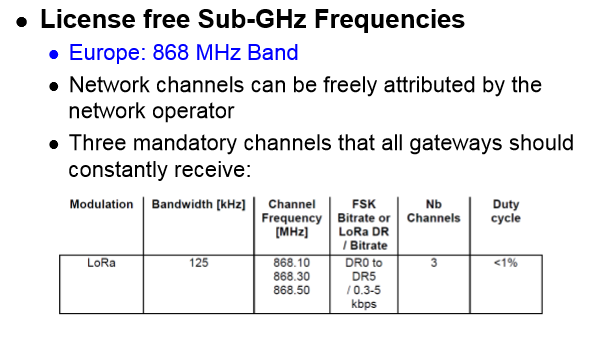 • License free Sub-GHz Frequencies
• Europe: 868 MHz Band
• Network channels can be freely attributed by the
network operator
• Three mandatory channels that all gateways should
constantly receive:
Modulation Bandwidth [kHz] Channel Frequency [MHz] FSK Bitrate or LoRa DR / Bitrate Nb Channels Duty cycle
LoRa 125 868.10 868.30 868.50 DR0 to DR5 / 0.3-5 kbps 3 <1%